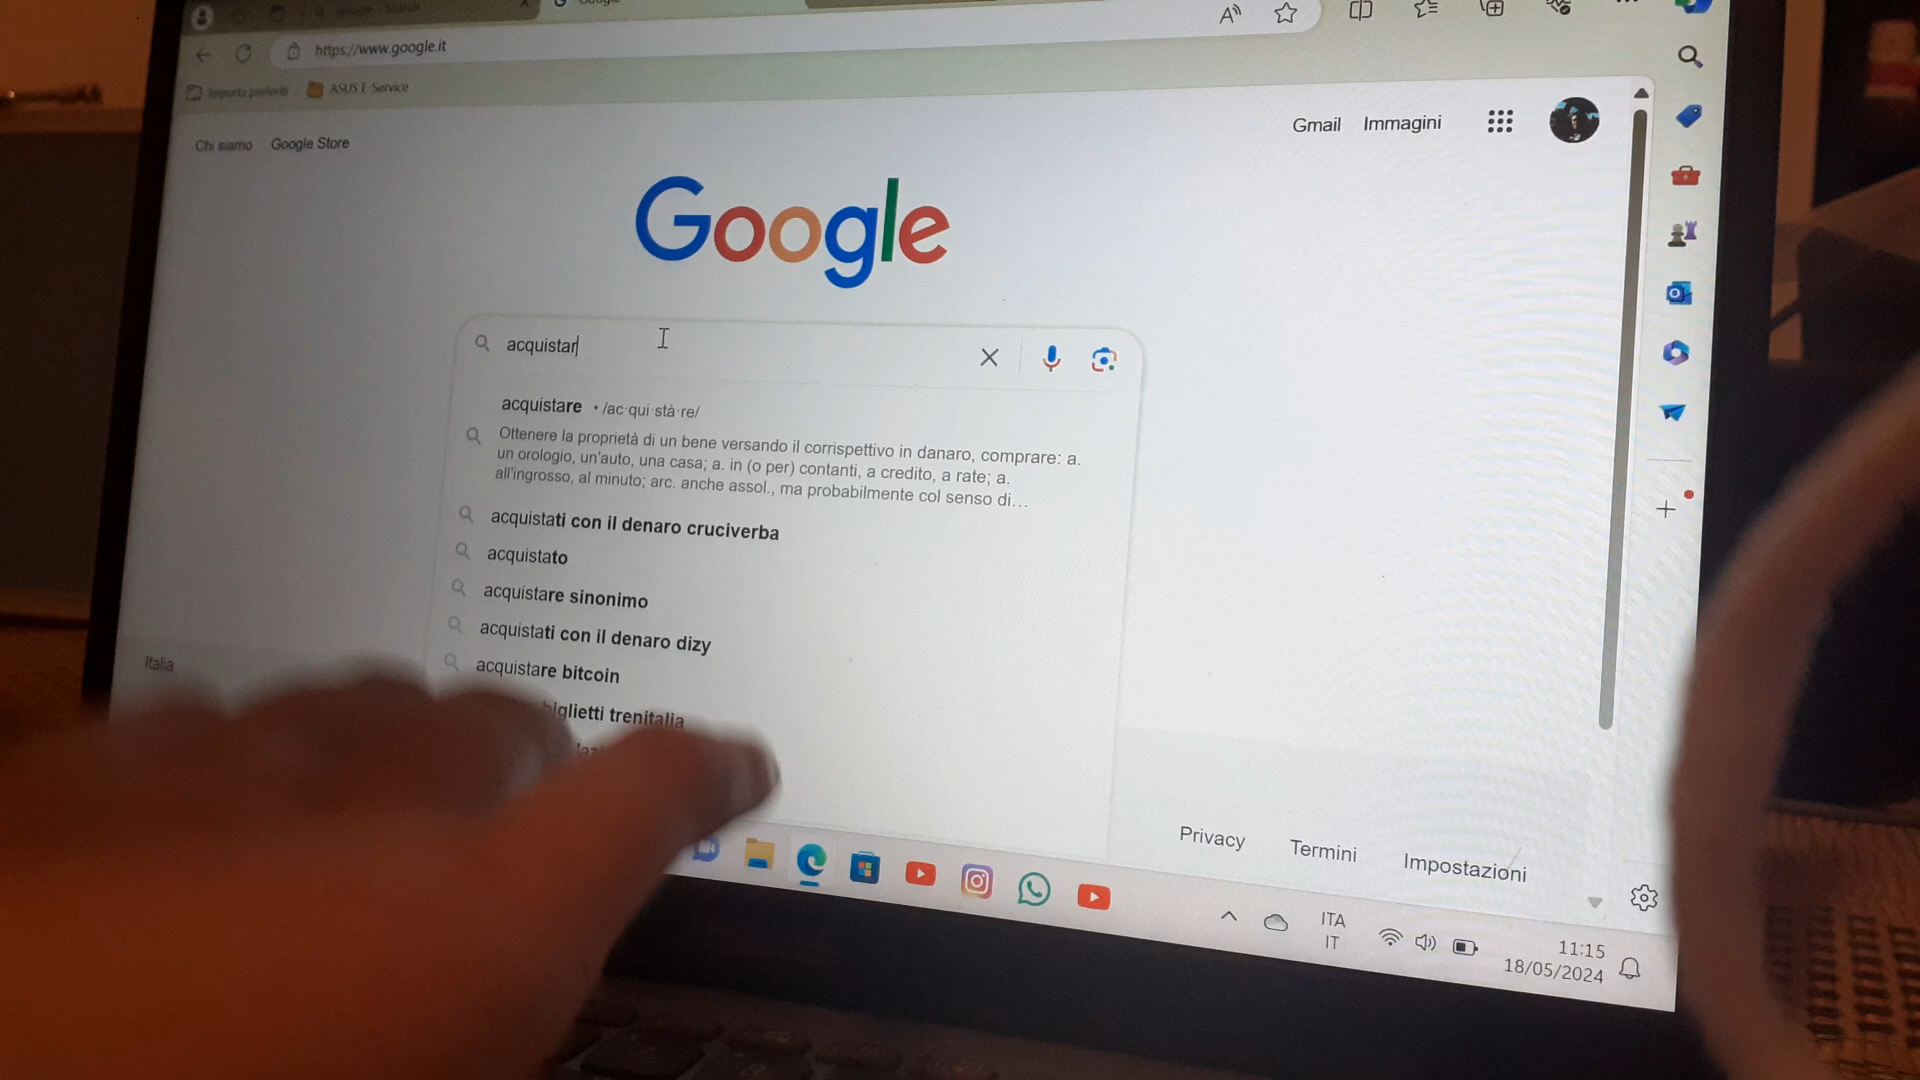 Google
https://www.google.it
Importa preferiti
ASUS E-Service
Chi siamo
Google Store
Gmail
Immagini
Google
acquistar
acquistare • /ac·qui·stà·re/
Ottenere la proprietà di un bene versando il corrispettivo in danaro, comprare: a.
un orologio, un'auto, una casa; a. in (o per) contanti, a credito, a rate; a.
all'ingrosso, al minuto; arc. anche assol., ma probabilmente col senso di...
acquistati con il denaro cruciverba
acquistato
acquistare sinonimo
acquistati con il denaro dizy
acquistare bitcoin
biglietti trenitalia
Italia
Privacy
Termini
Impostazioni
ITA
IT
11:15
18/05/2024